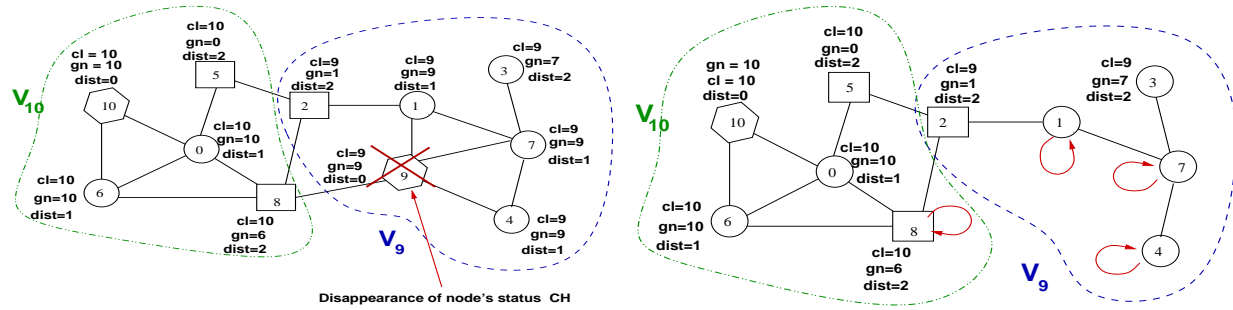 cl = 10
gn = 10
dist=0
10
V10
cl=10
gn=0
dist=2
5
cl=10
gn=10
dist=1
0
cl=10
gn=10
dist=1
6
cl=10
gn=6
dist=2
8
cl=9
gn=1
dist=2
2
cl=9
gn=9
dist=1
1
cl=9
gn=7
dist=2
3
cl=9
gn=9
dist=1
7
cl=9
gn=9
dist=0
9
cl=9
gn=9
dist=1
4
V9
Disappearance of node's status CH
gn = 10
cl = 10
dist=0
10
V10
cl=10
gn=0
dist=2
5
cl=10
gn=10
dist=1
0
cl=10
gn=10
dist=1
6
cl=10
gn=6
dist=2
8
cl=9
gn=1
dist=2
2
1
cl=9
gn=7
dist=2
3
7
4
V9